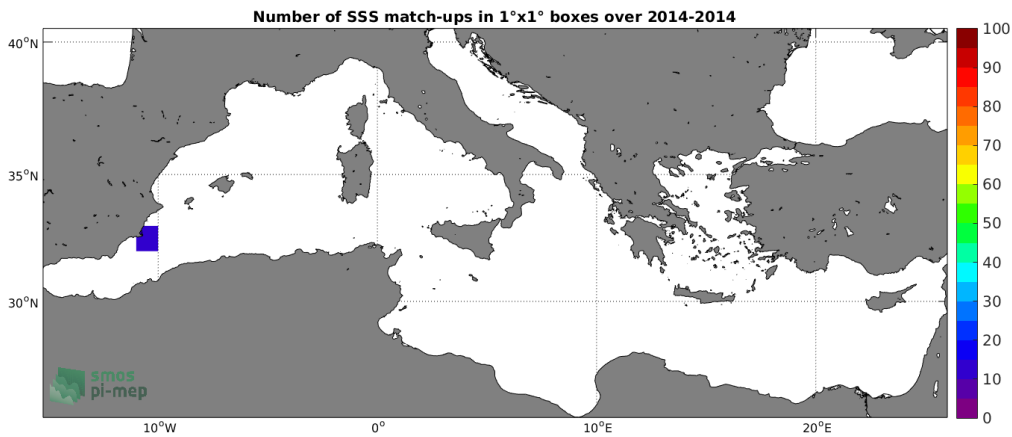 Number of SSS match-ups in 1°x1° boxes over 2014-2014
40°N
35°N
30°N
10°W
0°
10°E
20°E
100
90
80
70
60
50
40
30
20
10
0
smos
pi-mep